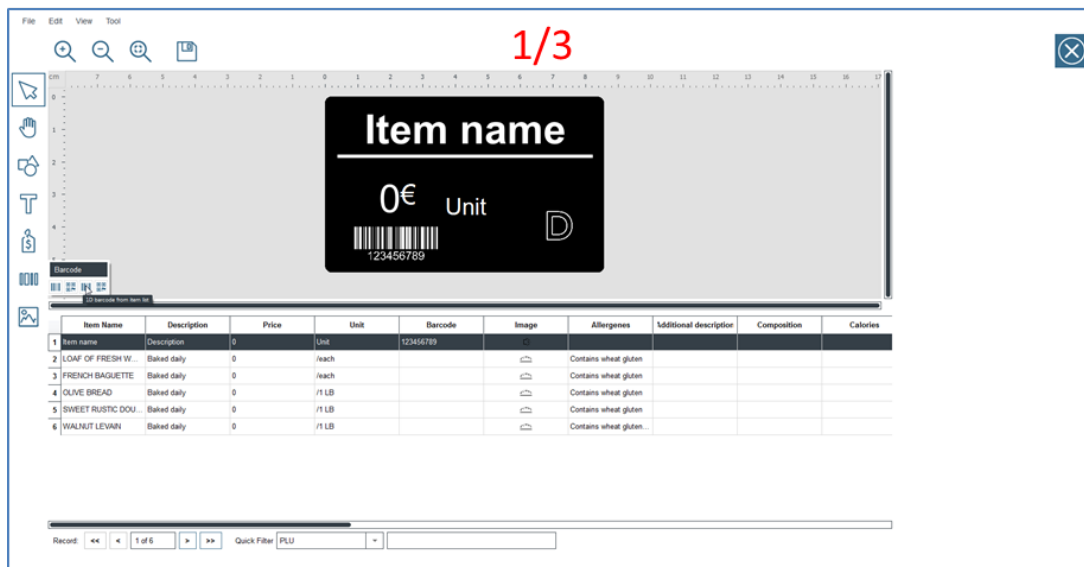 File Edit View Tool
1/3
cm 7 6 5 4 3 2 1 0 1 2 3 4 5 6 7 8 9 10 11 12 13 14 15 16 17
0
1
2
3
4
Item name
0€ Unit
D
123456789
Barcode
1D barcode from item list
Item Name Description Price Unit Barcode Image Allergenes Additional description Composition Calories
1 Item name Description 0 Unit 123456789
2 LOAF OF FRESH W... Baked daily 0 /each Contains wheat gluten
3 FRENCH BAGUETTE Baked daily 0 /each Contains wheat gluten
4 OLIVE BREAD Baked daily 0 /1 LB Contains wheat gluten
5 SWEET RUSTIC DOU... Baked daily 0 /1 LB Contains wheat gluten
6 WALNUT LEVAIN Baked daily 0 /1 LB Contains wheat gluten...
Record: << < 1 of 6 > >> Quick Filter PLU